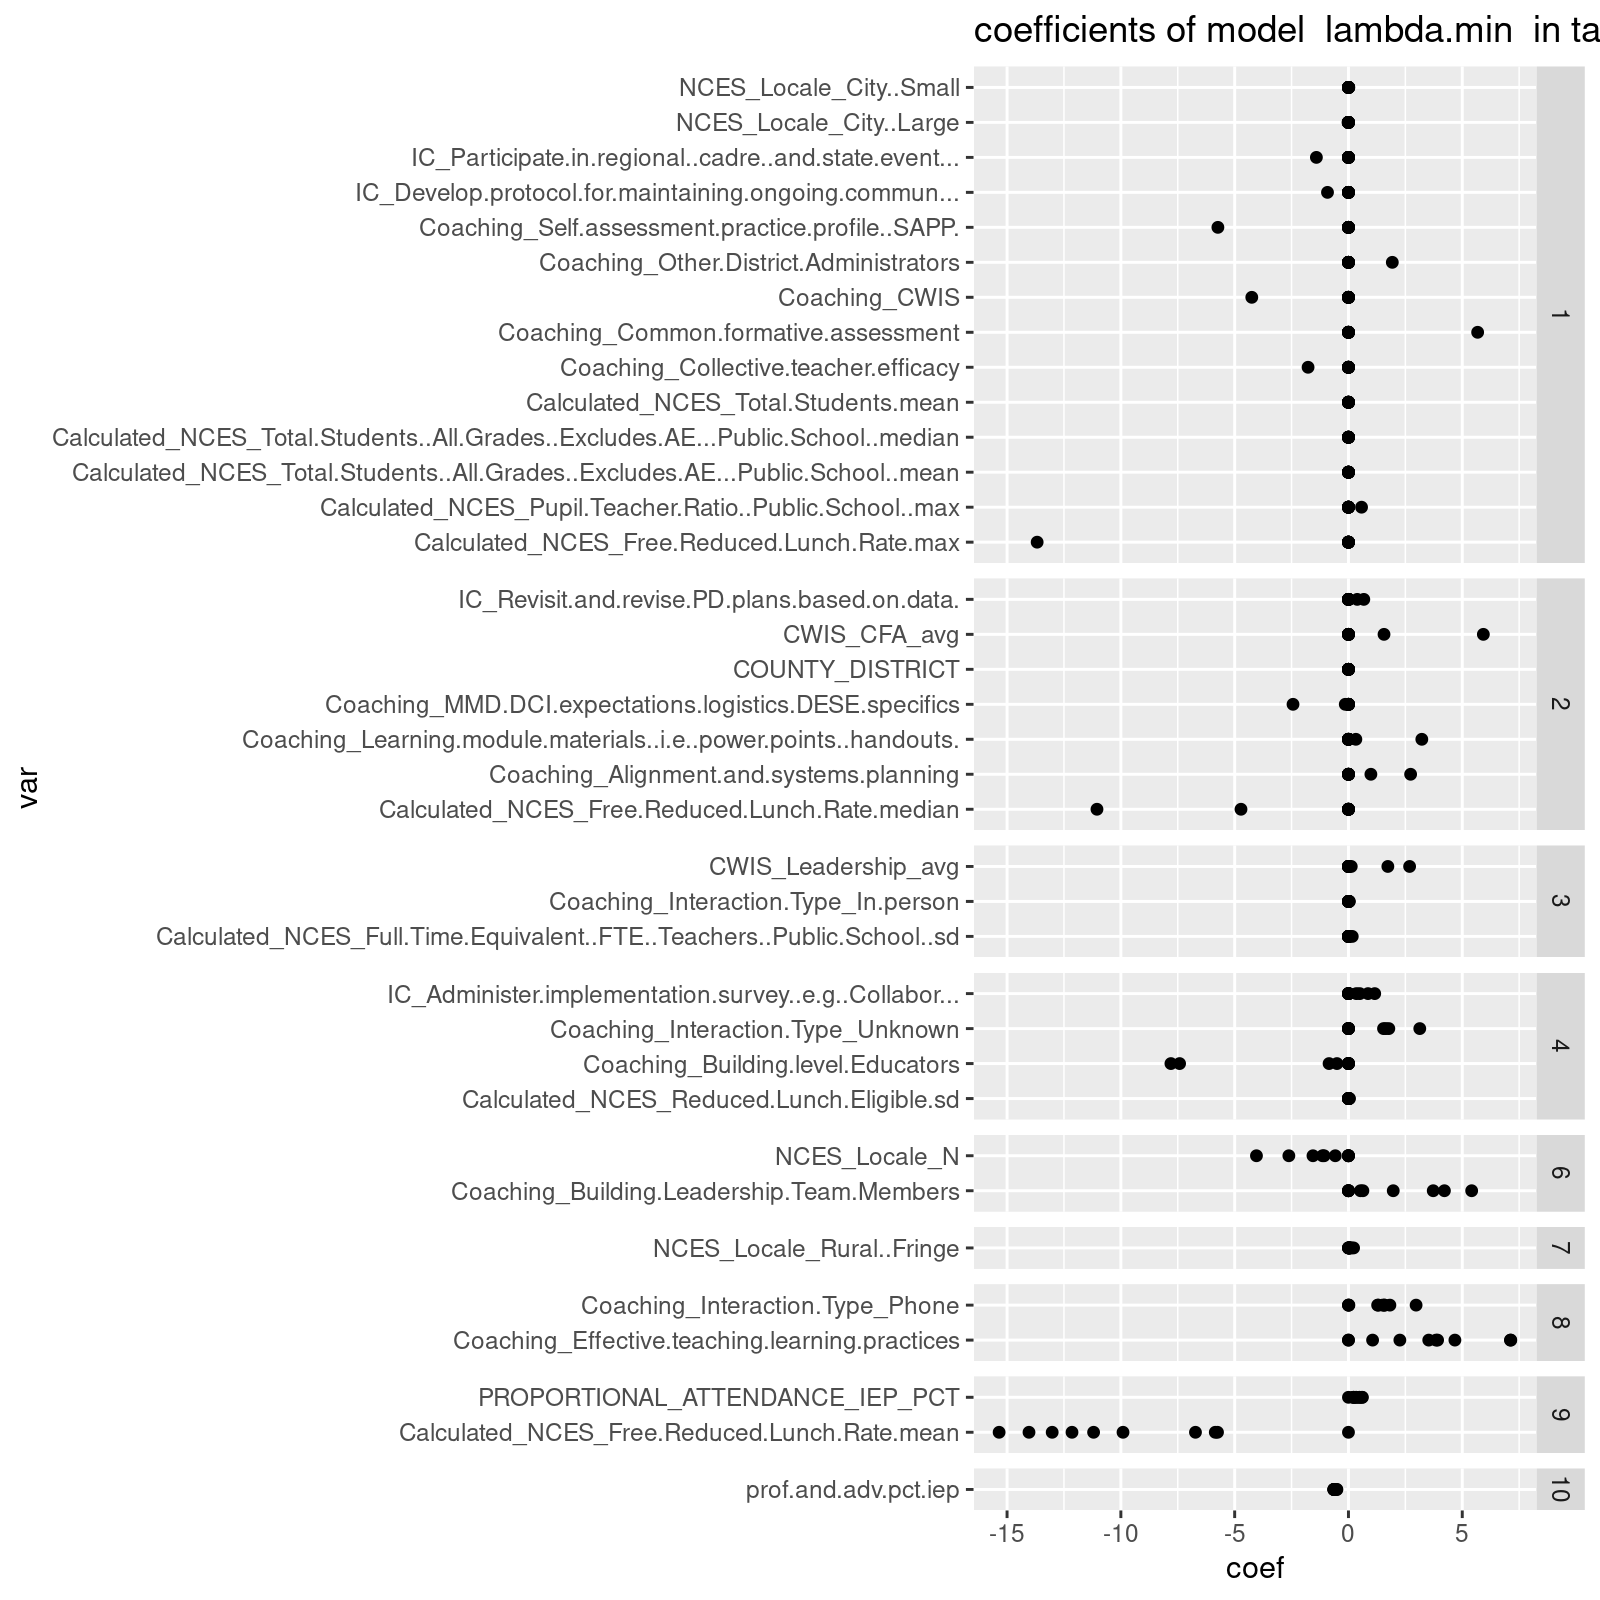 coefficients of model  lambda.min  in ta
NCES_Locale_City..Small
NCES_Locale_City..Large
IC_Participate.in.regional..cadre..and.state.event...
IC_Develop.protocol.for.maintaining.ongoing.commun...
Coaching_Self.assessment.practice.profile..SAPP.
Coaching_Other.District.Administrators
Coaching_CWIS
Coaching_Common.formative.assessment
Coaching_Collective.teacher.efficacy
Calculated_NCES_Total.Students.mean
Calculated_NCES_Total.Students..All.Grades..Excludes.AE...Public.School..median
Calculated_NCES_Total.Students..All.Grades..Excludes.AE...Public.School..mean
Calculated_NCES_Pupil.Teacher.Ratio..Public.School..max
Calculated_NCES_Free.Reduced.Lunch.Rate.max
1
IC_Revisit.and.revise.PD.plans.based.on.data.
CWIS_CFA_avg
COUNTY_DISTRICT
Coaching_MMD.DCI.expectations.logistics.DESE.specifics
Coaching_Learning.module.materials..i.e..power.points..handouts.
Coaching_Alignment.and.systems.planning
Calculated_NCES_Free.Reduced.Lunch.Rate.median
2
var
CWIS_Leadership_avg
Coaching_Interaction.Type_In.person
Calculated_NCES_Full.Time.Equivalent..FTE..Teachers..Public.School..sd
3
IC_Administer.implementation.survey..e.g..Collabor...
Coaching_Interaction.Type_Unknown
Coaching_Building.level.Educators
Calculated_NCES_Reduced.Lunch.Eligible.sd
4
NCES_Locale_N
Coaching_Building.Leadership.Team.Members
6
NCES_Locale_Rural..Fringe
7
Coaching_Interaction.Type_Phone
Coaching_Effective.teaching.learning.practices
8
PROPORTIONAL_ATTENDANCE_IEP_PCT
Calculated_NCES_Free.Reduced.Lunch.Rate.mean
9
prof.and.adv.pct.iep
10
-15 -10 -5 0 5
coef